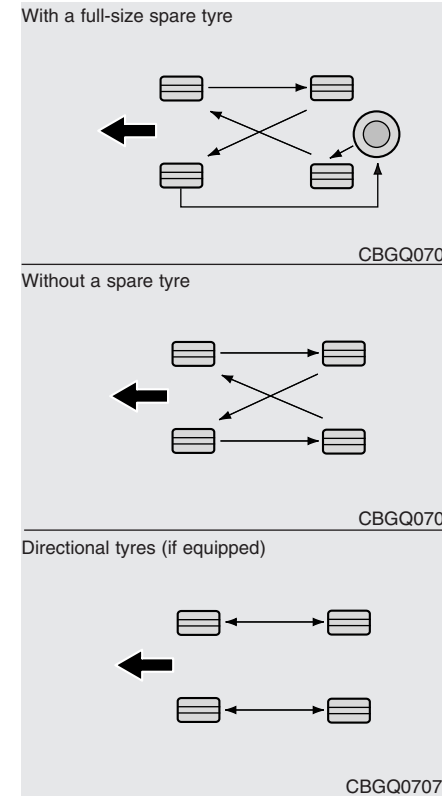 With a full-size spare tyre
CBGQ070
Without a spare tyre
CBGQ070
Directional tyres (if equipped)
CBGQ0707